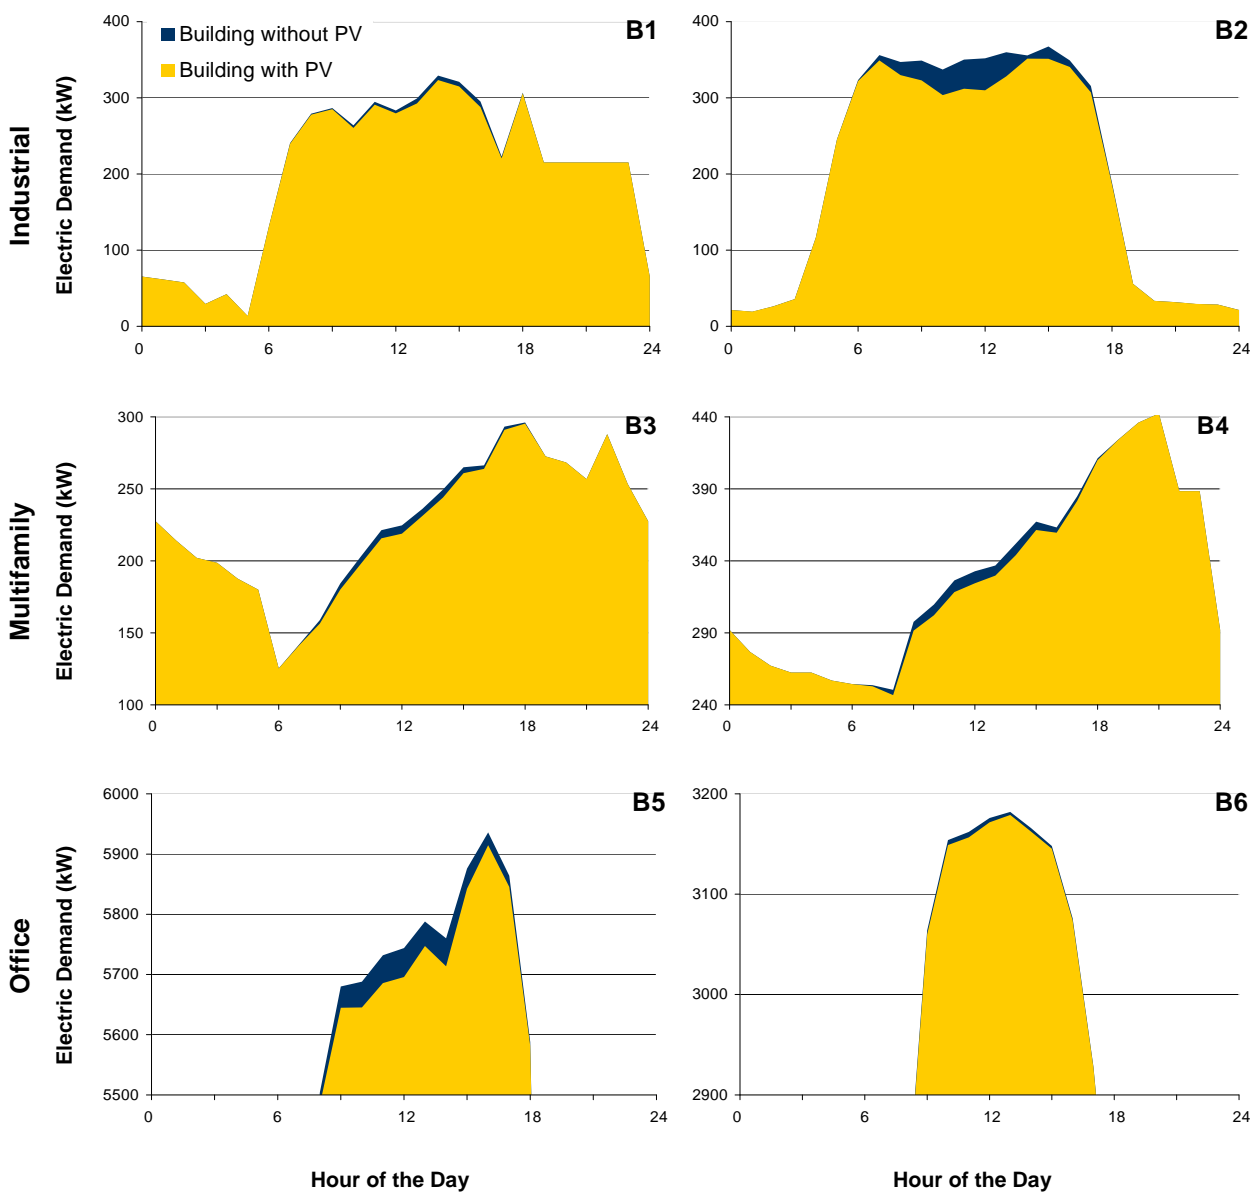 Industrial
Electric Demand (kW)
400
300
200
100
0
Building without PV
Building with PV
B1
0 6 12 18 24
400
300
200
100
0
B2
0 6 12 18 24
Multifamily
Electric Demand (kW)
300
250
200
150
100
B3
0 6 12 18 24
440
390
340
290
240
B4
0 6 12 18 24
Office
Electric Demand (kW)
6000
5900
5800
5700
5600
5500
B5
0 6 12 18 24
Hour of the Day
3200
3100
3000
2900
B6
0 6 12 18 24
Hour of the Day